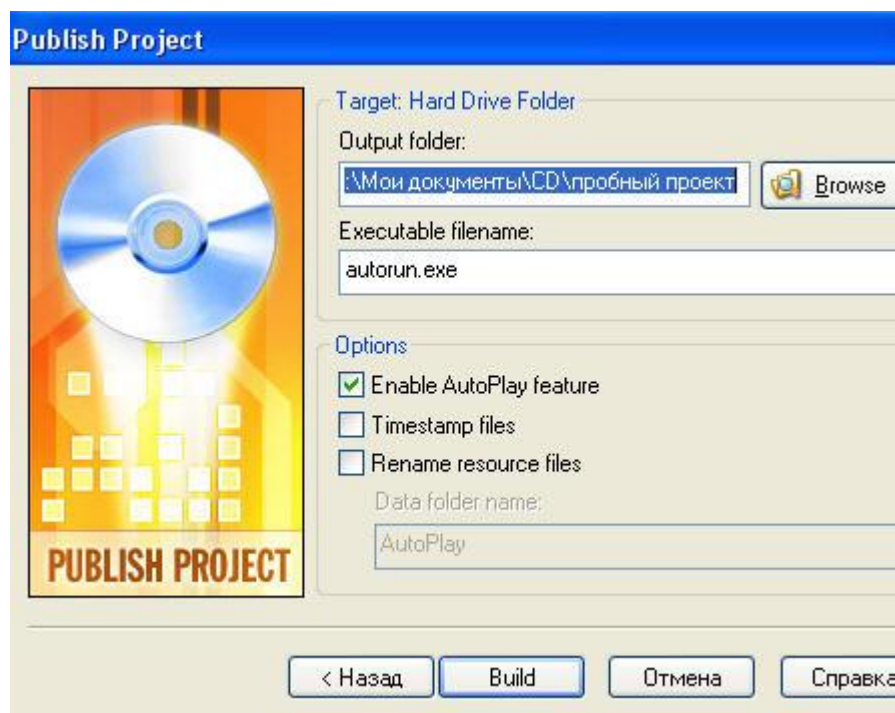 Publish Project
Target: Hard Drive Folder
Output folder:
:\Мои документы\CD\пробный проект
Browse
Executable filename:
autorun.exe
Options
Enable AutoPlay feature
Timestamp files
Rename resource files
Data folder name:
AutoPlay
PUBLISH PROJECT
< Назад
Build
Отмена
Справка